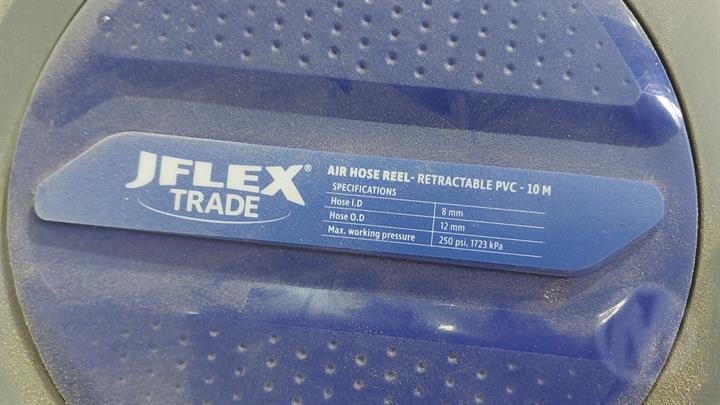 JFLEX®
TRADE
AIR HOSE REEL- RETRACTABLE PVC - 10 M
SPECIFICATIONS
Hose I.D 8 mm
Hose O.D 12 mm
Max. working pressure 250 psi, 1723 kPa